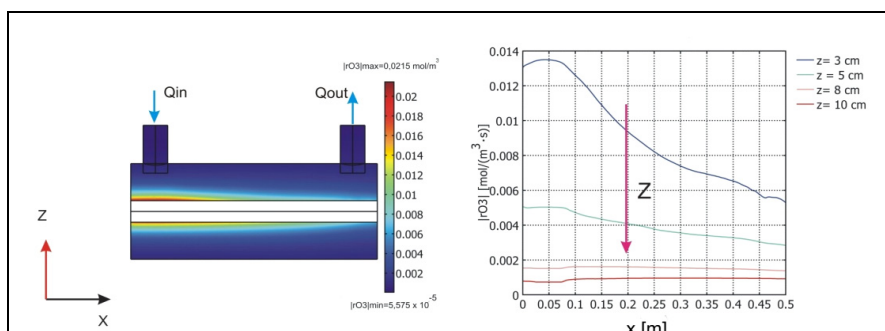 |rO3|max=0,0215 mol/m³
Qin
Qout
0.02
0.018
0.016
0.014
0.012
0.010
0.008
0.006
0.004
0.002
|rO3|min=5,575 x 10⁻⁵
Z
X
|rO3| [mol/(m³·s)]
0.014
0.012
0.01
0.008
0.006
0.004
0.002
0
0 0.05 0.1 0.15 0.2 0.25 0.3 0.35 0.4 0.45 0.5
x [m]
Z
z= 3 cm
z = 5 cm
z = 8 cm
z = 10 cm